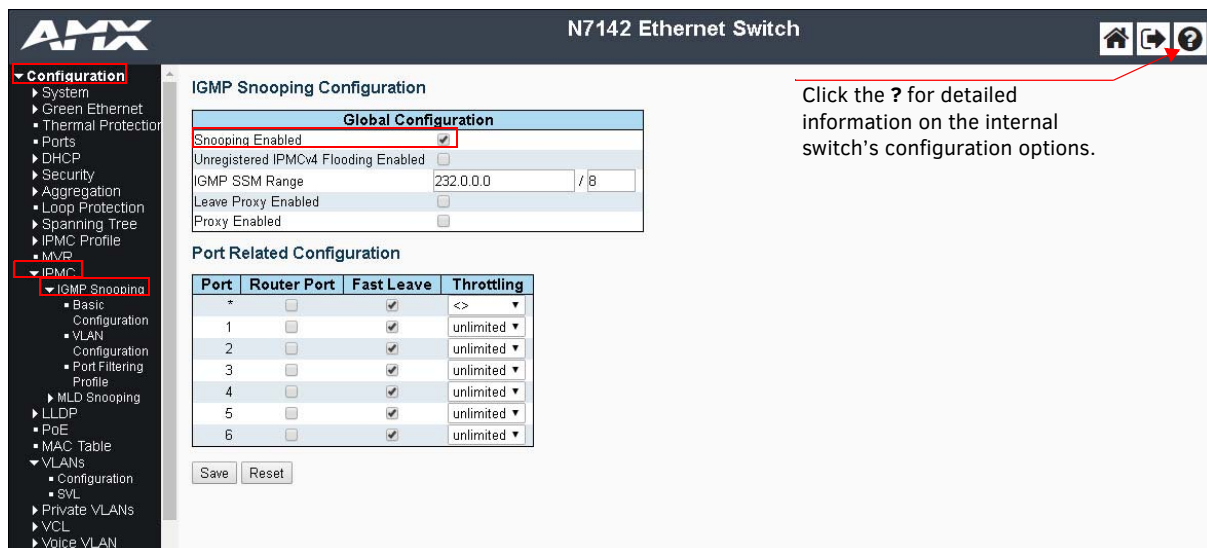 AMX
N7142 Ethernet Switch
Configuration
System
Green Ethernet
Thermal Protection
Ports
DHCP
Security
Aggregation
Loop Protection
Spanning Tree
IPMC Profile
MVR
IPMC
IGMP Snooping
Basic
Configuration
VLAN
Configuration
Port Filtering
Profile
MLD Snooping
LLDP
PoE
MAC Table
VLANs
Configuration
SVL
Private VLANs
VCL
Voice VLAN
IGMP Snooping Configuration
Global Configuration
Snooping Enabled
Unregistered IPMCv4 Flooding Enabled
IGMP SSM Range 232.0.0.0 / 8
Leave Proxy Enabled
Proxy Enabled
Port Related Configuration
Port Router Port Fast Leave Throttling
* <>
1 unlimited
2 unlimited
3 unlimited
4 unlimited
5 unlimited
6 unlimited
Save Reset
?
Click the ? for detailed
information on the internal
switch's configuration options.